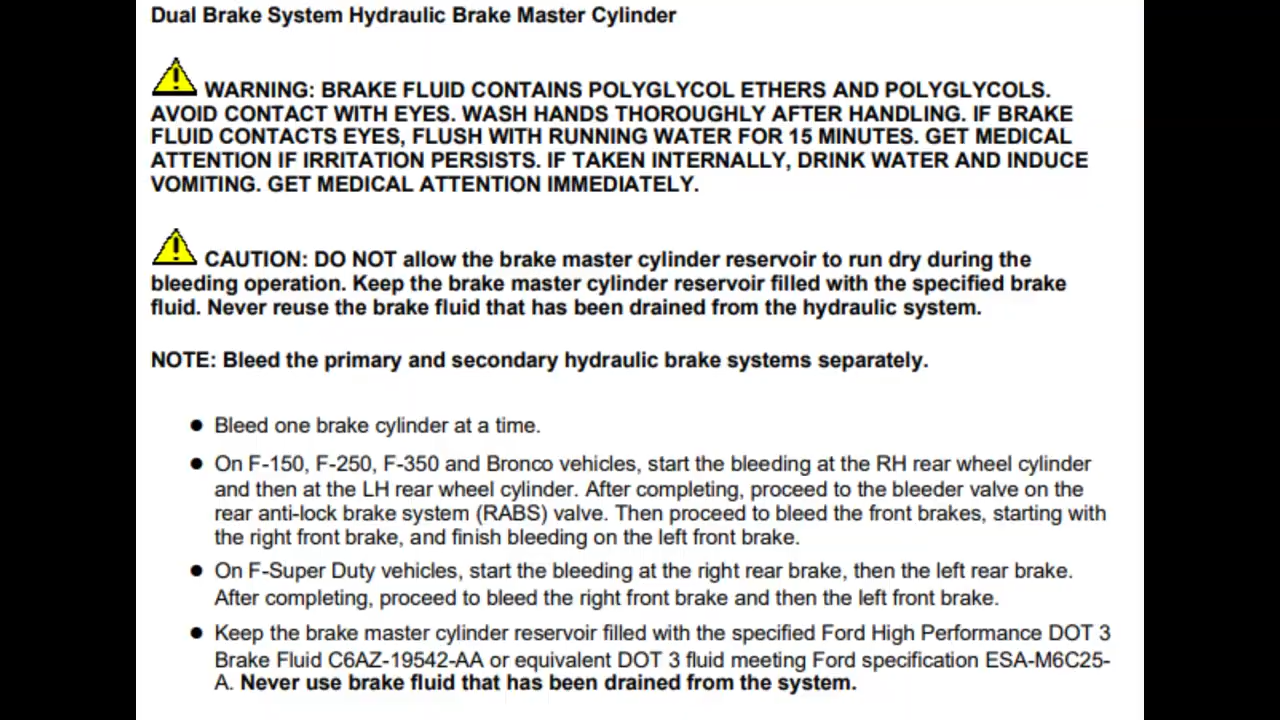 Dual Brake System Hydraulic Brake Master Cylinder
WARNING: BRAKE FLUID CONTAINS POLYGLYCOL ETHERS AND POLYGLYCOLS.
AVOID CONTACT WITH EYES. WASH HANDS THOROUGHLY AFTER HANDLING. IF BRAKE
FLUID CONTACTS EYES, FLUSH WITH RUNNING WATER FOR 15 MINUTES. GET MEDICAL
ATTENTION IF IRRITATION PERSISTS. IF TAKEN INTERNALLY, DRINK WATER AND INDUCE
VOMITING. GET MEDICAL ATTENTION IMMEDIATELY.
CAUTION: DO NOT allow the brake master cylinder reservoir to run dry during the
bleeding operation. Keep the brake master cylinder reservoir filled with the specified brake
fluid. Never reuse the brake fluid that has been drained from the hydraulic system.
NOTE: Bleed the primary and secondary hydraulic brake systems separately.
● Bleed one brake cylinder at a time.
● On F-150, F-250, F-350 and Bronco vehicles, start the bleeding at the RH rear wheel cylinder
and then at the LH rear wheel cylinder. After completing, proceed to the bleeder valve on the
rear anti-lock brake system (RABS) valve. Then proceed to bleed the front brakes, starting with
the right front brake, and finish bleeding on the left front brake.
● On F-Super Duty vehicles, start the bleeding at the right rear brake, then the left rear brake.
After completing, proceed to bleed the right front brake and then the left front brake.
● Keep the brake master cylinder reservoir filled with the specified Ford High Performance DOT 3
Brake Fluid C6AZ-19542-AA or equivalent DOT 3 fluid meeting Ford specification ESA-M6C25-
A. Never use brake fluid that has been drained from the system.